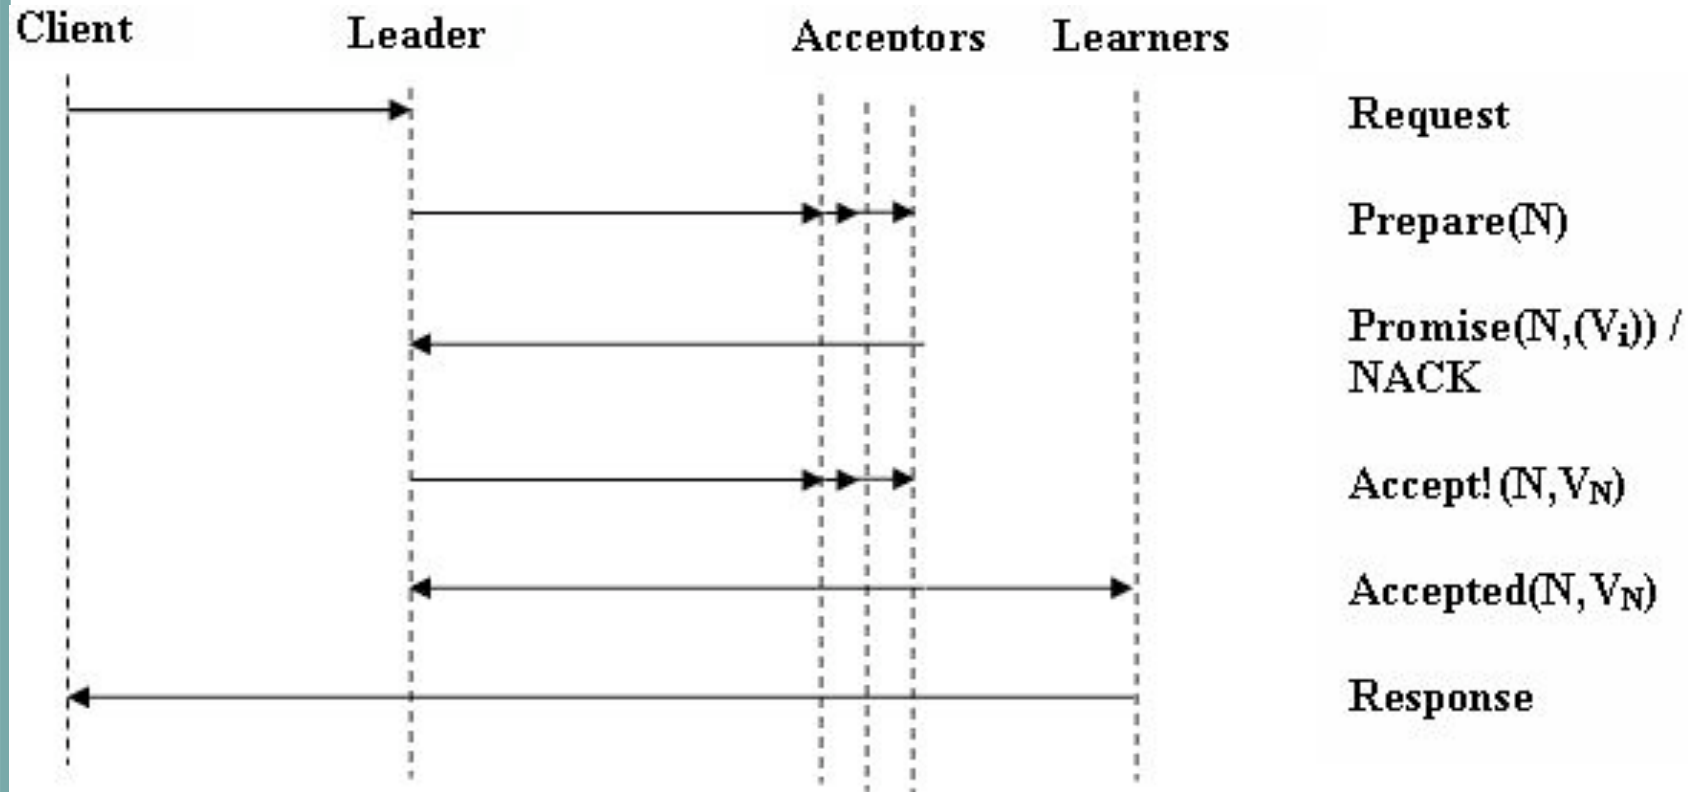 Client
Leader
Acceptors
Learners
Request
Prepare(N)
Promise(N,(Vi)) /
NACK
Accept!(N,VN)
Accepted(N,VN)
Response